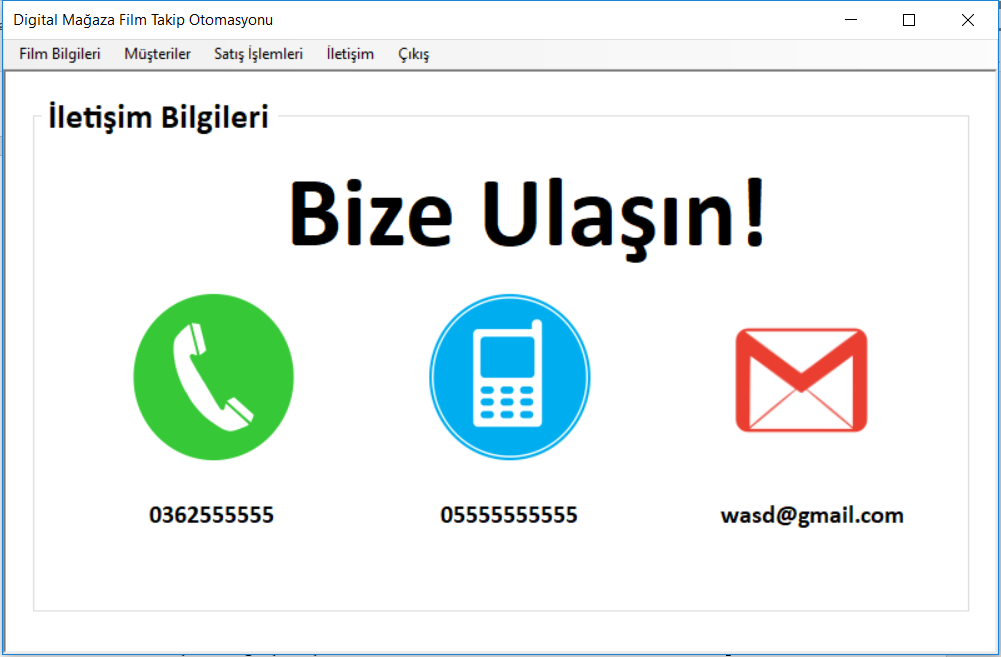 Digital Mağaza Film Takip Otomasyonu
Film Bilgileri Müşteriler Satış İşlemleri İletişim Çıkış
İletişim Bilgileri
Bize Ulaşın!
0362555555 05555555555 wasd@gmail.com